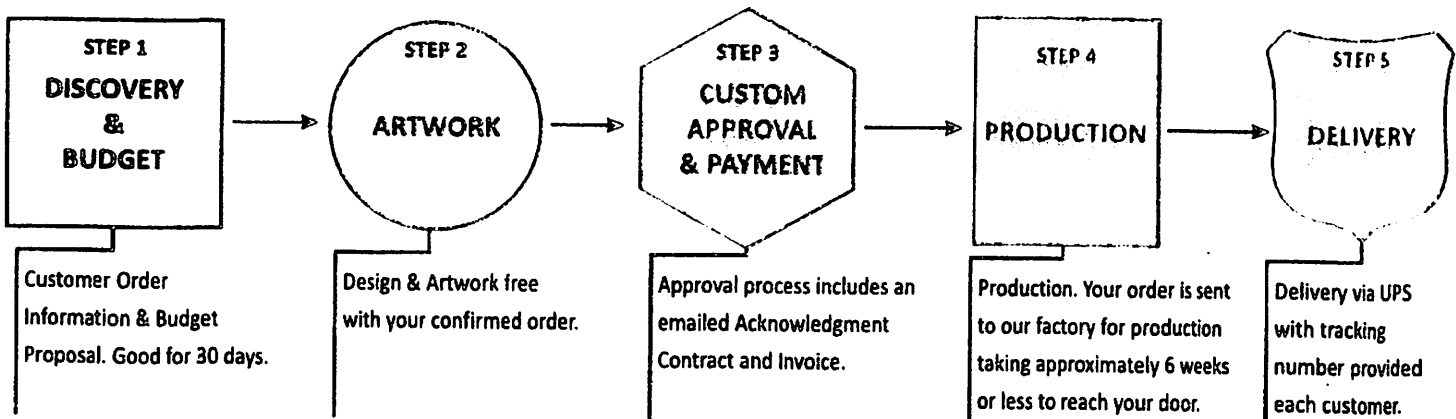 STEP 1
DISCOVERY
&
BUDGET
Customer Order
Information & Budget
Proposal. Good for 30 days.
STEP 2
ARTWORK
Design & Artwork free
with your confirmed order.
STEP 3
CUSTOM
APPROVAL
& PAYMENT
Approval process includes an
emailed Acknowledgment
Contract and Invoice.
STEP 4
PRODUCTION
Production. Your order is sent
to our factory for production
taking approximately 6 weeks
or less to reach your door.
STEP 5
DELIVERY
Delivery via UPS
with tracking
number provided
each customer.